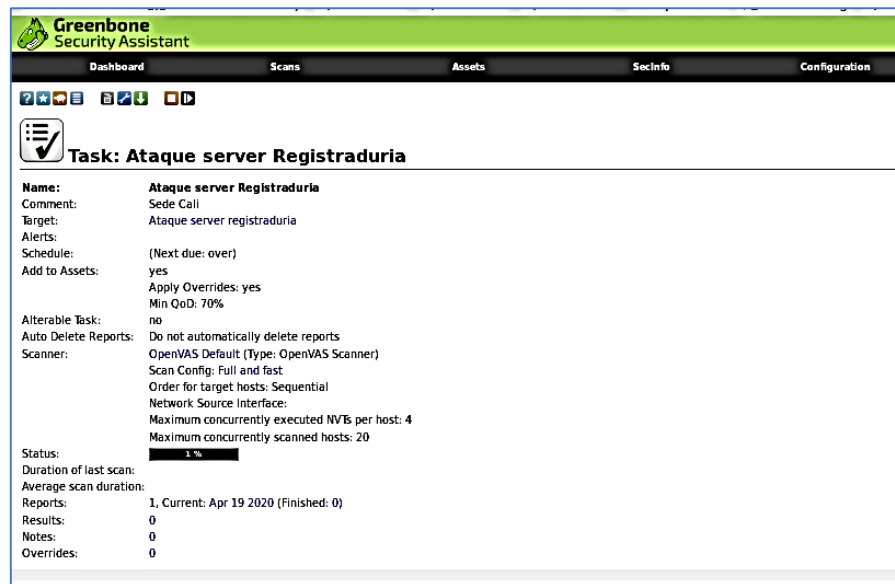 Greenbone
Security Assistant
Dashboard Scans Assets SecInfo Configuration
Task: Ataque server Registraduria
Name: Ataque server Registraduria
Comment: Sede Cali
Target: Ataque server registraduria
Alerts:
Schedule: (Next due: over)
Add to Assets: yes
Apply Overrides: yes
Min QoD: 70%
Alterable Task: no
Auto Delete Reports: Do not automatically delete reports
Scanner: OpenVAS Default (Type: OpenVAS Scanner)
Scan Config: Full and fast
Order for target hosts: Sequential
Network Source Interface:
Maximum concurrently executed NVTs per host: 4
Maximum concurrently scanned hosts: 20
Status: 1 %
Duration of last scan:
Average scan duration:
Reports: 1, Current: Apr 19 2020 (Finished: 0)
Results: 0
Notes: 0
Overrides: 0